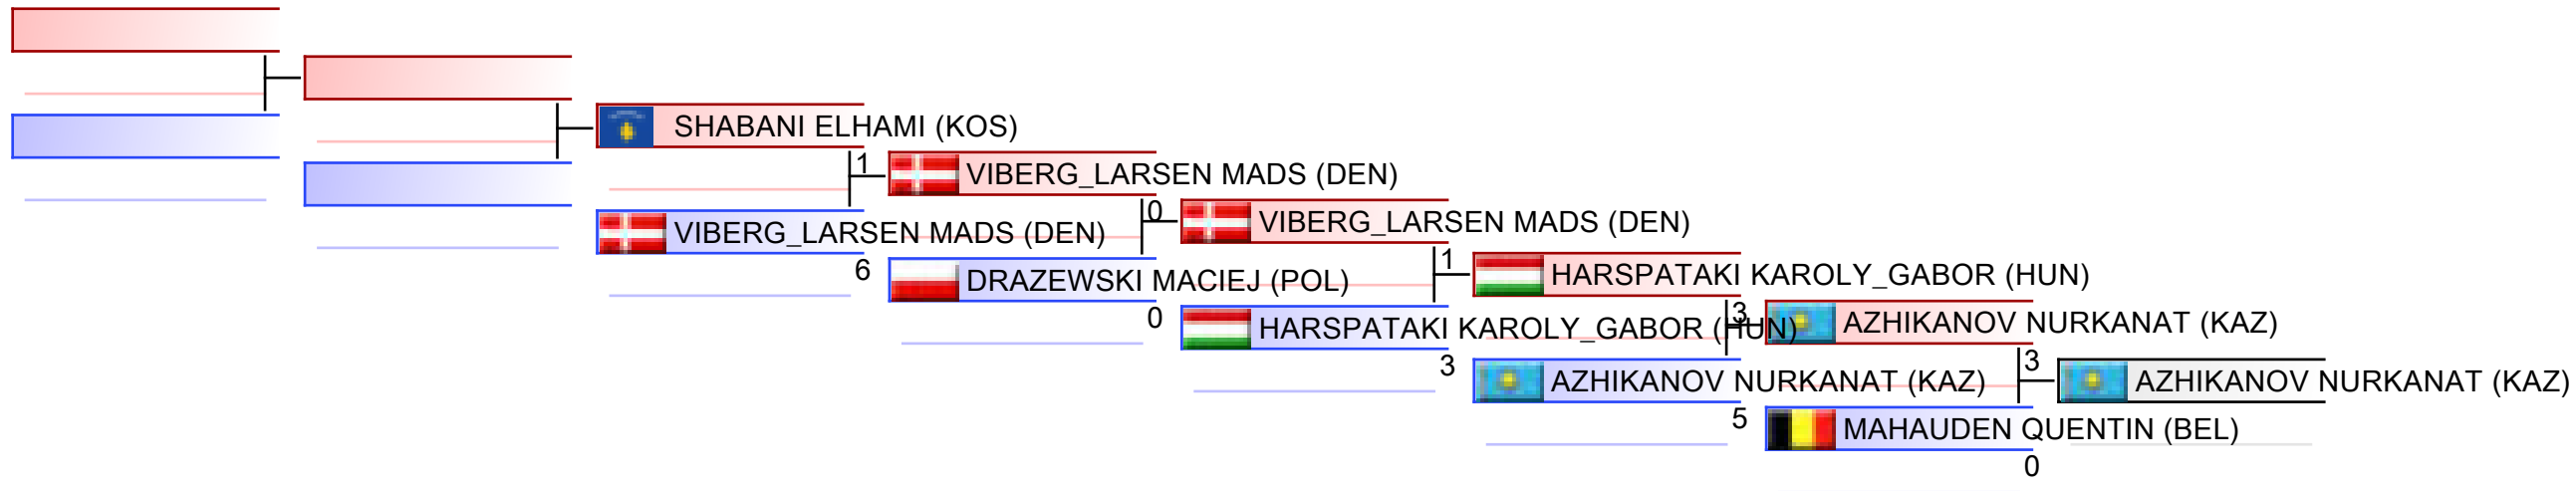 SHABANI ELHAMI (KOS)
1
VIBERG_LARSEN MADS (DEN)
6
VIBERG_LARSEN MADS (DEN)
0
DRAZEWSKI MACIEJ (POL)
0
VIBERG_LARSEN MADS (DEN)
1
HARSPATAKI KAROLY_GABOR (HUN)
3
HARSPATAKI KAROLY_GABOR (HUN)
3
AZHIKANOV NURKANAT (KAZ)
5
AZHIKANOV NURKANAT (KAZ)
3
MAHAUDEN QUENTIN (BEL)
0
AZHIKANOV NURKANAT (KAZ)